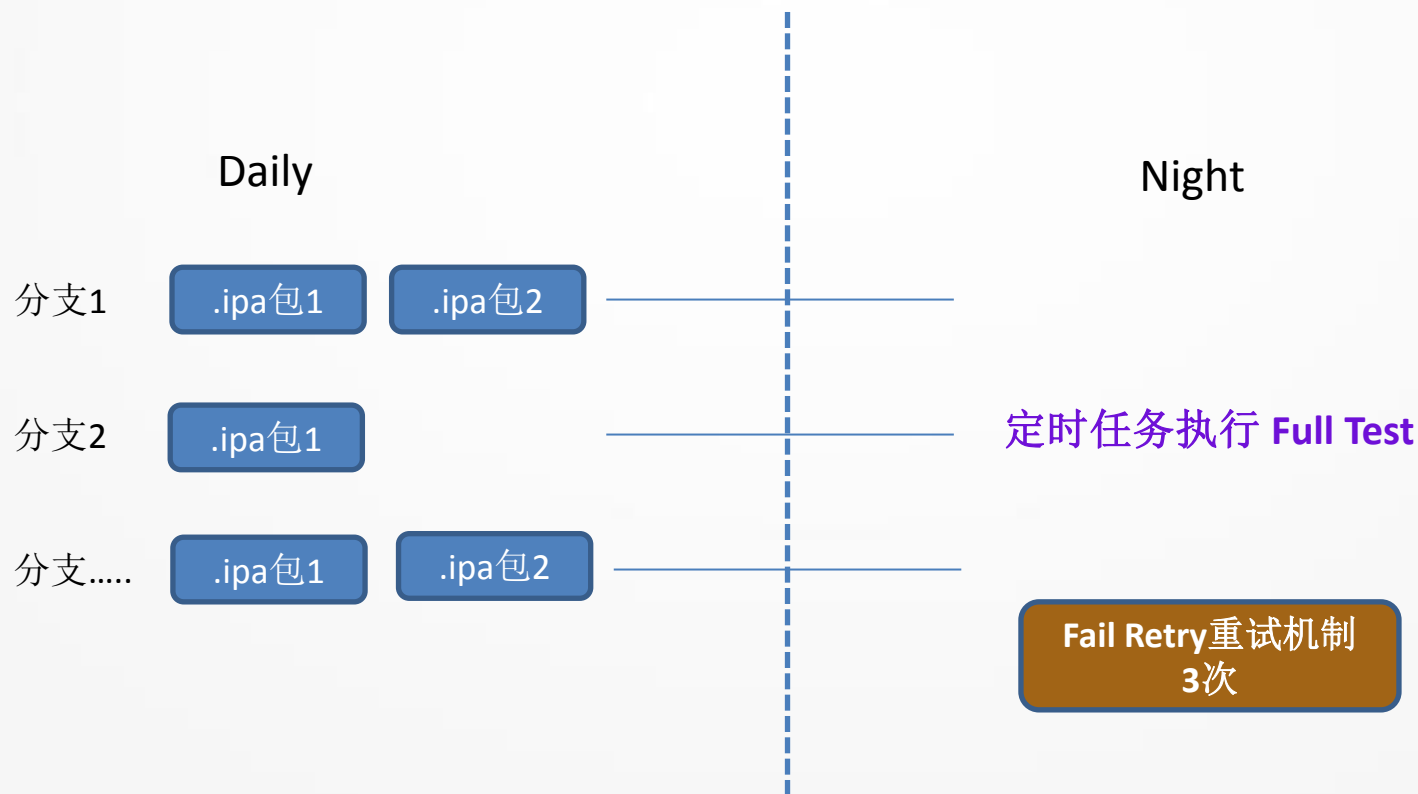 Daily
Night
分支1
.ipa包1
.ipa包2
分支2
.ipa包1
定时任务执行 Full Test
分支.....
.ipa包1
.ipa包2
Fail Retry重试机制
3次